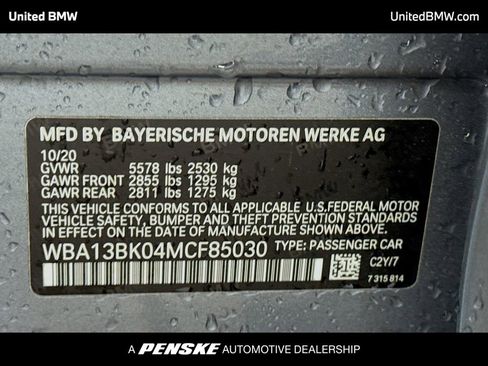 United BMW
UnitedBMW.com
MFD BY BAYERISCHE MOTOREN WERKE AG
10/20
GVWR 5578 lbs 2530 kg
GAWR FRONT 2855 lbs 1295 kg
GAWR REAR 2811 lbs 1275 kg
THIS VEHICLE CONFORMS TO ALL APPLICABLE U.S.FEDERAL MOTOR
VEHICLE SAFETY, BUMPER AND THEFT PREVENTION STANDARDS
IN EFFECT ON THE DATE OF MANUFACTURE SHOWN ABOVE.
WBA13BK04MCF85030 TYPE: PASSENGER CAR
C2Y/7
7 315 814
A PENSKE AUTOMOTIVE DEALERSHIP